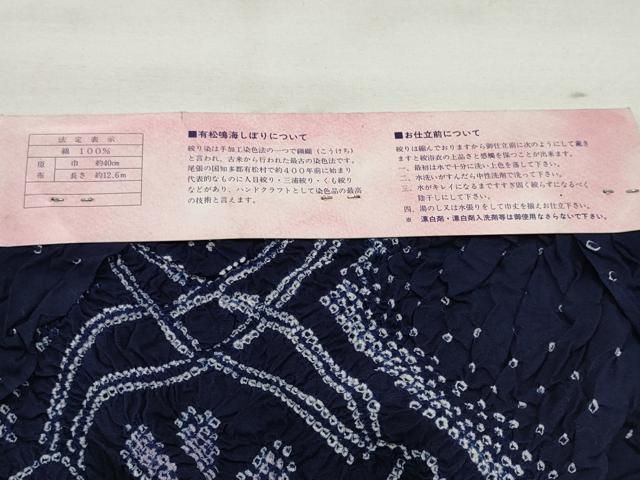 法定表示
綿 100%
原 巾 約40cm
布 長さ 約12.6m
■有松鳴海しぼりについて
絞り染は手加工染色法の一つで纐纈(こうけち)
と言われ、古来から行われた最古の染色法です。
尾張の国知多郡有松村で約400年前に始まり
代表的なものに人目絞り・三浦絞り・くも絞り
などがあり、ハンドクラフトとして染色品の最高
の技術と言えます。
■お仕立前について
絞りは縮んでおりますから御仕立前に次のようにして戴き
ますと絞浴衣の上品さと感触を保つことが出来ます。
一、最初は水で十分に洗い上色を落して下さい。
二、水洗いがすんだら中性洗剤で洗って下さい。
三、水がキレイになるまですすぎ固く絞らずになるべく
陰干しにして下さい。
四、湯のし又は水張りをして巾丈を揃えお仕立下さい。
※ 漂白剤・漂白剤入洗剤等は御使用なさらないで下さい。